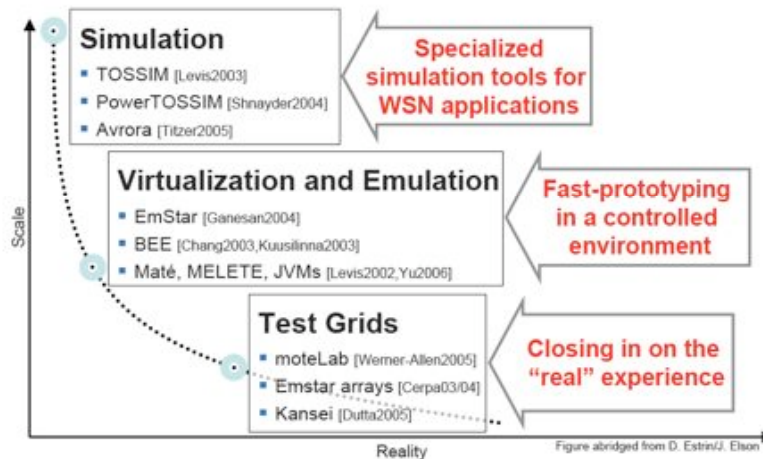 Simulation
TOSSIM [Levis2003]
PowerTOSSIM [Shnayder2004]
Avrora [Titzer2005]
Specialized
simulation tools for
WSN applications
Virtualization and Emulation
EmStar [Ganesan2004]
BEE [Chang2003,Kuusilinna2003]
Maté, MELETE, JVMs [Levis2002,Yu2006]
Fast-prototyping
in a controlled
environment
Test Grids
moteLab [Werner-Allen2005]
Emstar arrays [Cerpa03/04]
Kansei [Dutta2005]
Closing in on the
“real” experience
Scale
Reality
Figure abridged from D. Estrin/J. Elson